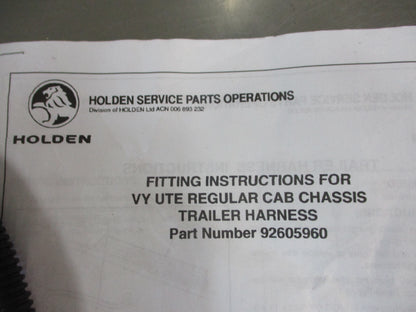 HOLDEN SERVICE PARTS OPERATIONS
Division of HOLDEN Ltd ACN 006 893 232
HOLDEN
FITTING INSTRUCTIONS FOR
VY UTE REGULAR CAB CHASSIS
TRAILER HARNESS
Part Number 92605960